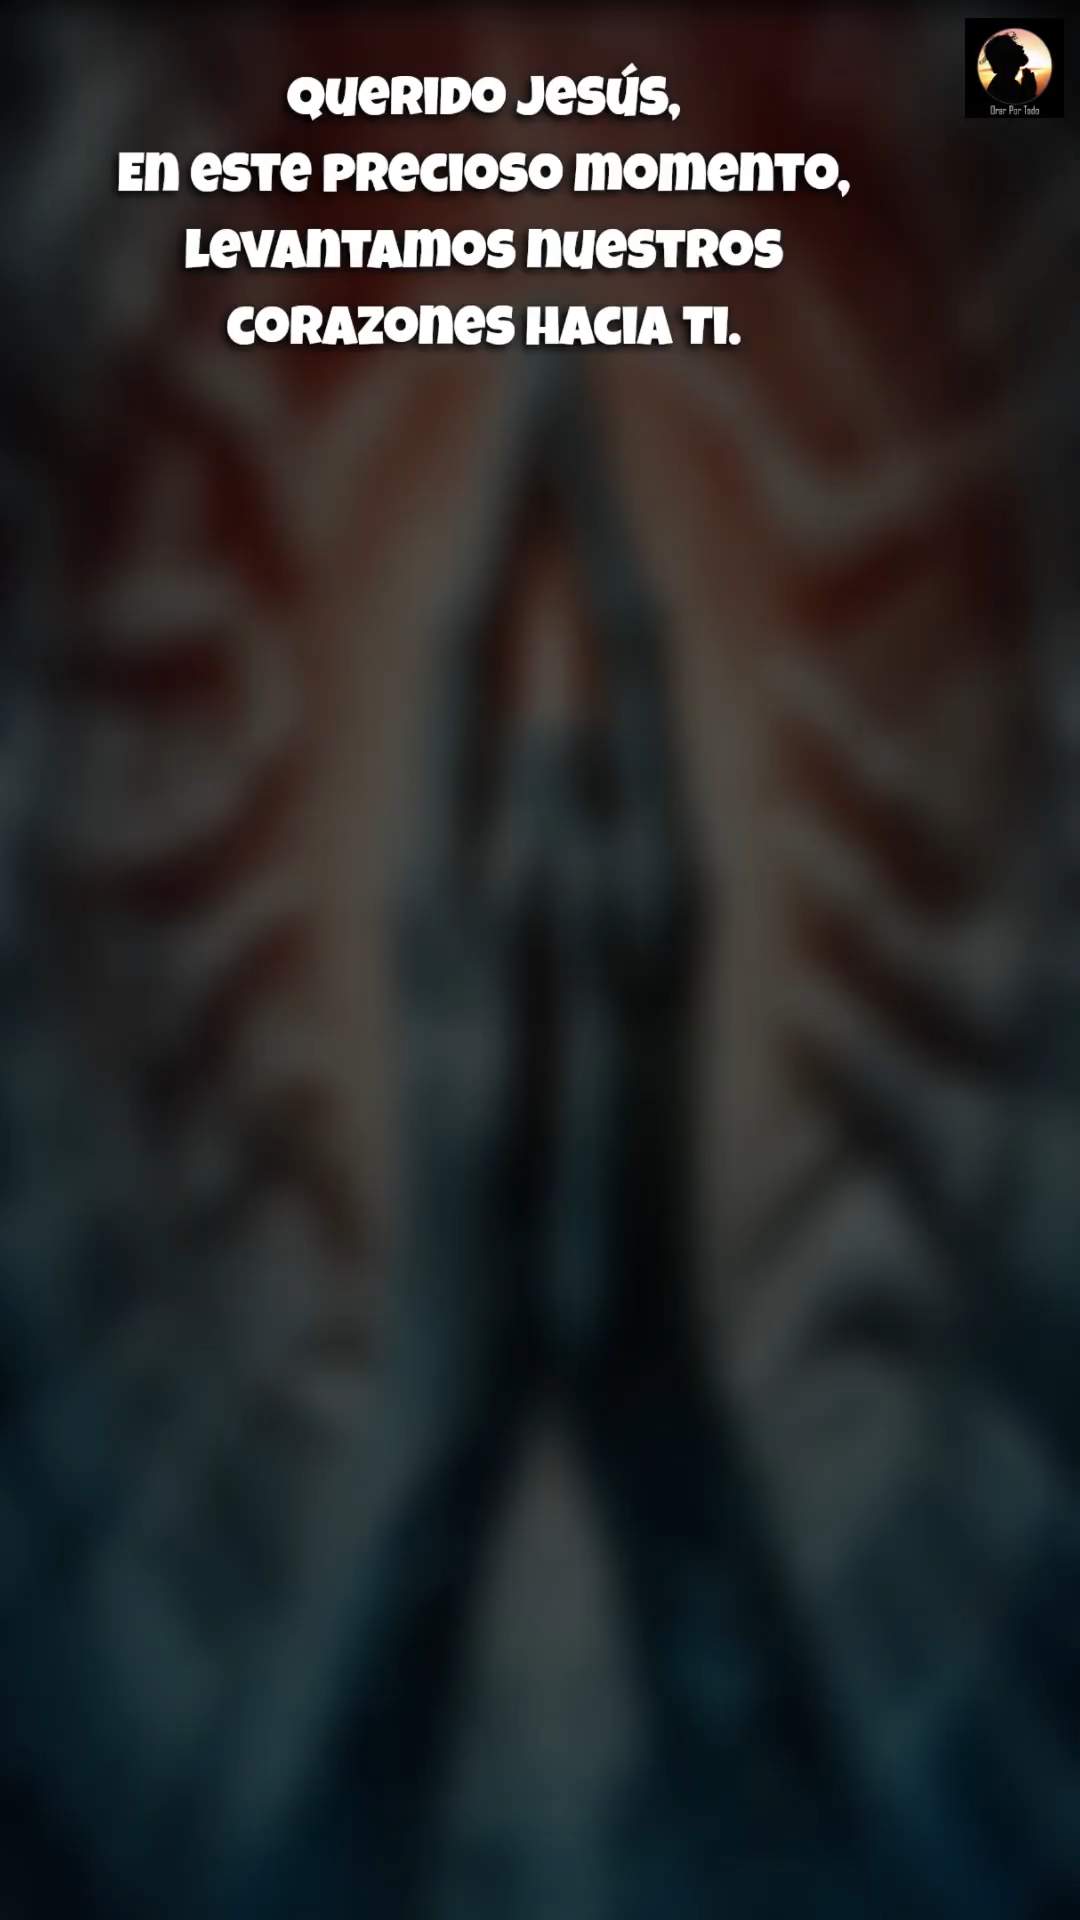 Querido Jesús,
En este precioso momento,
levantamos nuestros
corazones hacia Ti.
Orar Por Todo